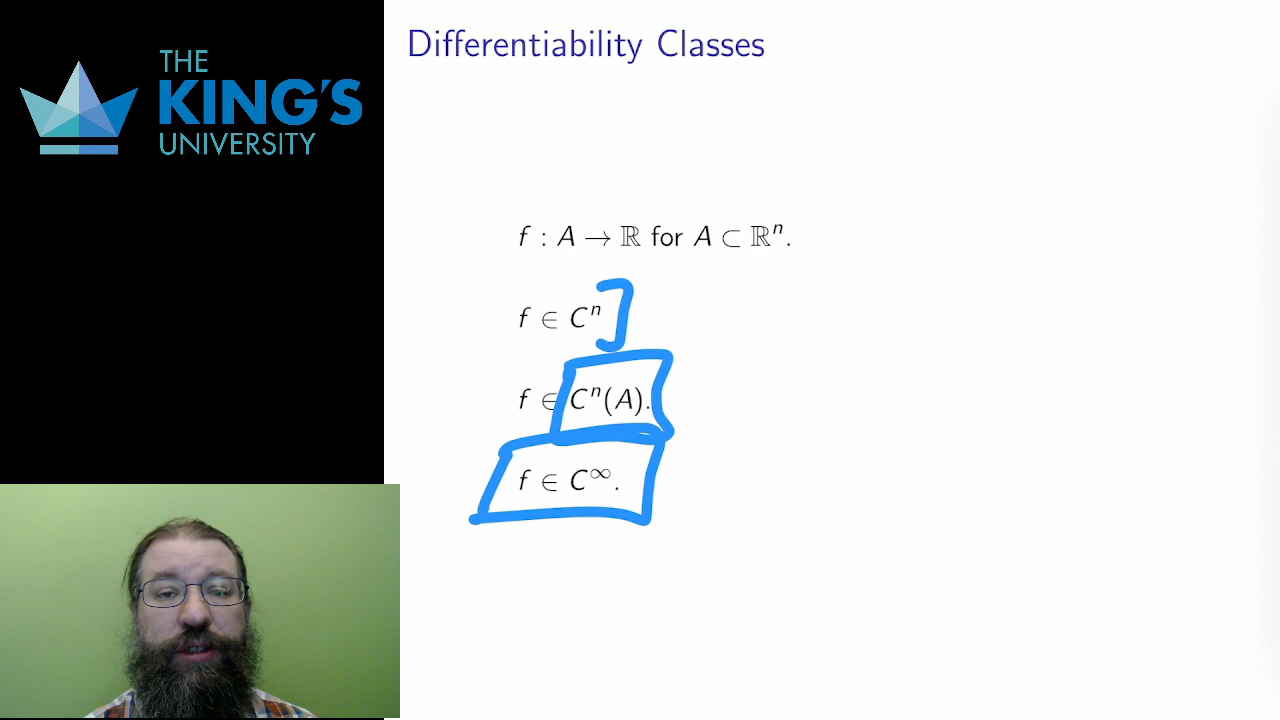 THE
KING'S
UNIVERSITY
Differentiability Classes
f : A → ℝ for A ⊂ ℝⁿ.
f ∈ Cⁿ
f ∈ Cⁿ(A).
f ∈ C^∞.